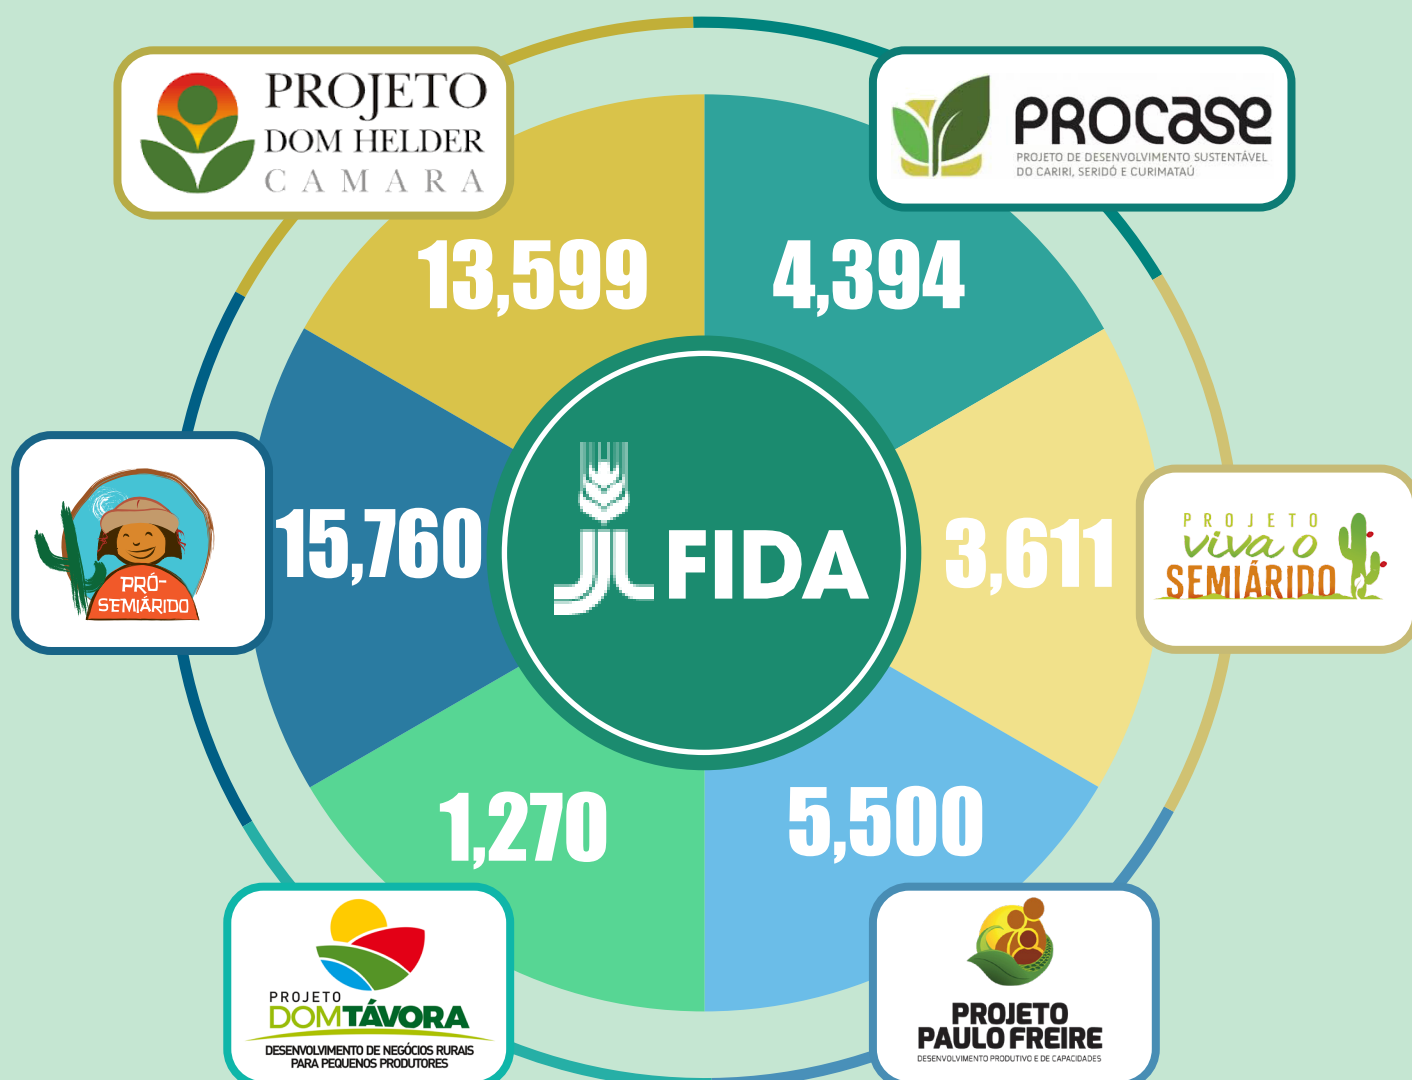 PROJETO
DOM HELDER
CAMARA
PROCASE
PROJETO DE DESENVOLVIMENTO SUSTENTÁVEL
DO CARIRI, SERIDÓ E CURIMATAÚ
13,599
4,394
PRÓ-
SEMIÁRIDO
15,760
FIDA
3,611
PROJETO
viva o
SEMIÁRIDO
1,270
5,500
PROJETO
DOM TÁVORA
DESENVOLVIMENTO DE NEGÓCIOS RURAIS
PARA PEQUENOS PRODUTORES
PROJETO
PAULO FREIRE
DESENVOLVIMENTO PRODUTIVO E DE CAPACIDADES